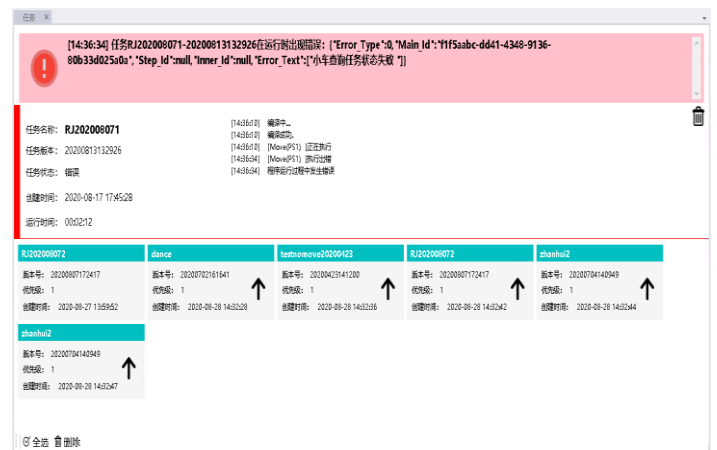 任务 X
[14:36:34] 任务RJ202008071-20200813132926在运行时出现错误: {"Error_Type":0, "Main_Id":"f1f5aabc-dd41-4348-9136-
80b33d025a0a", "Step_Id":null, "Inner_Id":null, "Error_Text":["小车查询任务状态失败 "]}
任务名称: RJ202008071
任务版本: 20200813132926
任务状态: 错误
创建时间: 2020-08-17 17:45:28
运行时间: 00:02:12
[14:36:10] 编译中...
[14:36:10] 编译成功.
[14:36:10] [Move(PS1) ]正在执行
[14:36:34] [Move(PS1) ]执行出错
[14:36:34] 程序运行过程中发生错误
RJ202008072
版本号: 20200807172417
优先级: 1
创建时间: 2020-08-27 13:59:52
dance
版本号: 20200702161641
优先级: 1
创建时间: 2020-08-28 14:32:28
testnomove20200423
版本号: 20200423141200
优先级: 1
创建时间: 2020-08-28 14:32:36
RJ202008072
版本号: 20200807172417
优先级: 1
创建时间: 2020-08-28 14:32:42
zhanhui2
版本号: 20200704140949
优先级: 1
创建时间: 2020-08-28 14:32:44
zhanhui2
版本号: 20200704140949
优先级: 1
创建时间: 2020-08-28 14:32:47
全选 删除